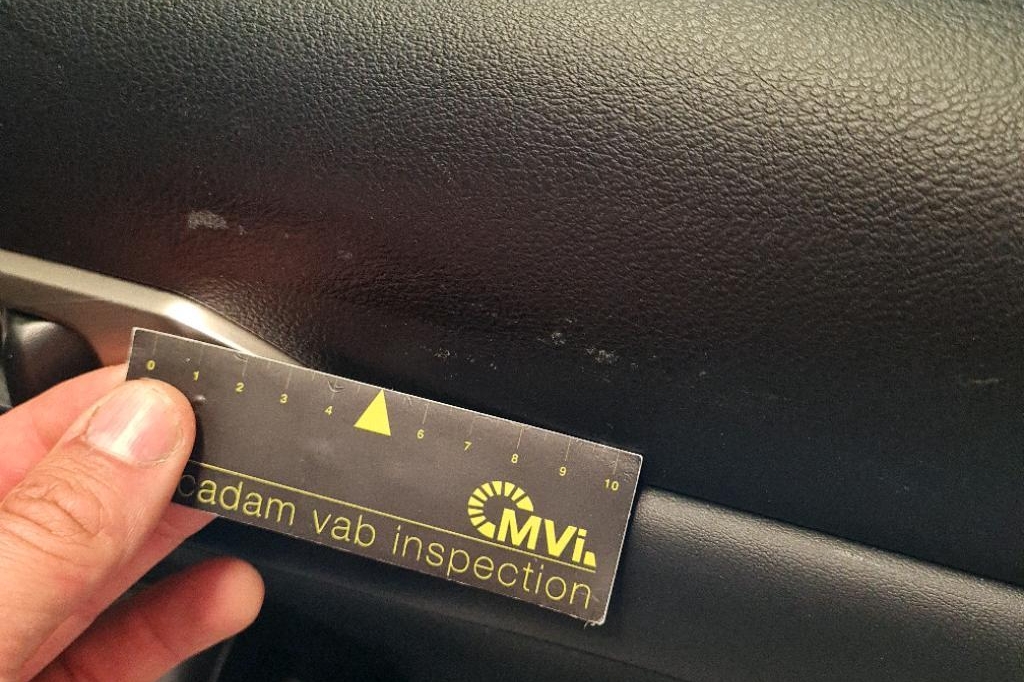 0 1 2 3 4 6 7 8 9 10
MVi.
cadam vab inspection